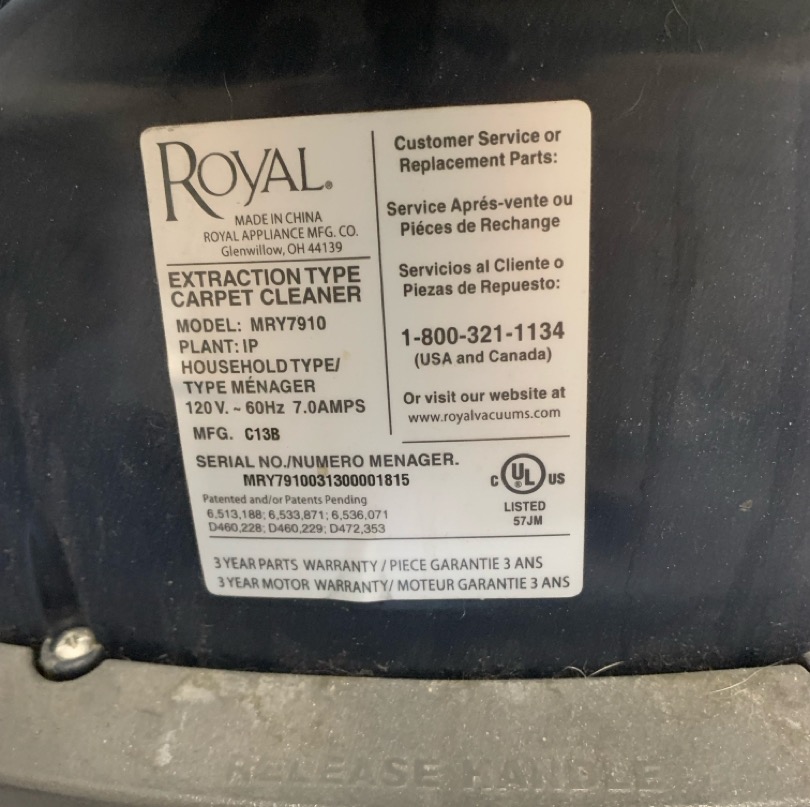 ROYAL®
MADE IN CHINA
ROYAL APPLIANCE MFG. CO.
Glenwillow, OH 44139
EXTRACTION TYPE
CARPET CLEANER
MODEL: MRY7910
PLANT: IP
HOUSEHOLD TYPE/
TYPE MÉNAGER
120 V. ~ 60Hz 7.0AMPS
MFG. C13B
Customer Service or
Replacement Parts:
Service Aprés-vente ou
Piéces de Rechange
Servicios al Cliente o
Piezas de Repuesto:
1-800-321-1134
(USA and Canada)
Or visit our website at
www.royalvacuums.com
SERIAL NO./NUMERO MENAGER.
MRY7910031300001815
Patented and/or Patents Pending
6,513,188; 6,533,871; 6,536,071
D460,228; D460,229; D472,353
C UL US
LISTED
57JM
3 YEAR PARTS WARRANTY / PIECE GARANTIE 3 ANS
3 YEAR MOTOR WARRANTY/ MOTEUR GARANTIE 3 ANS
RELEASE HANDLE